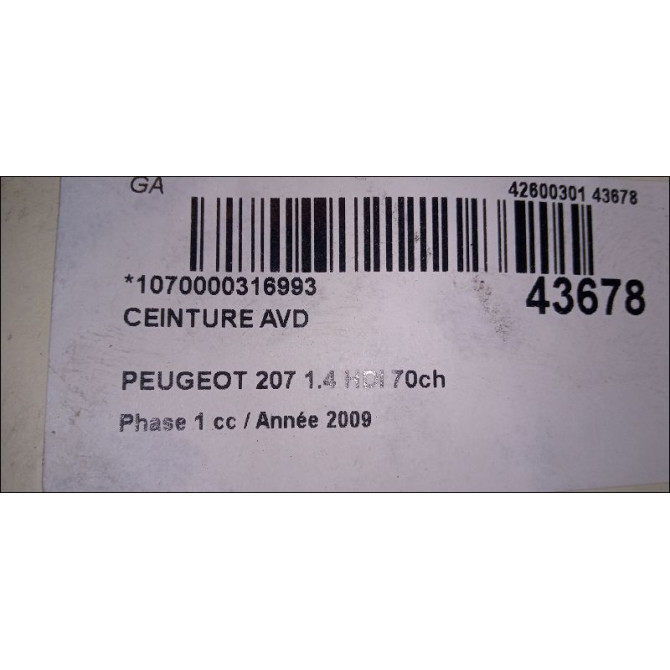 GA
42600301 43678
*1070000316993
43678
CEINTURE AVD
PEUGEOT 207 1.4 HDI 70ch
Phase 1 cc / Année 2009